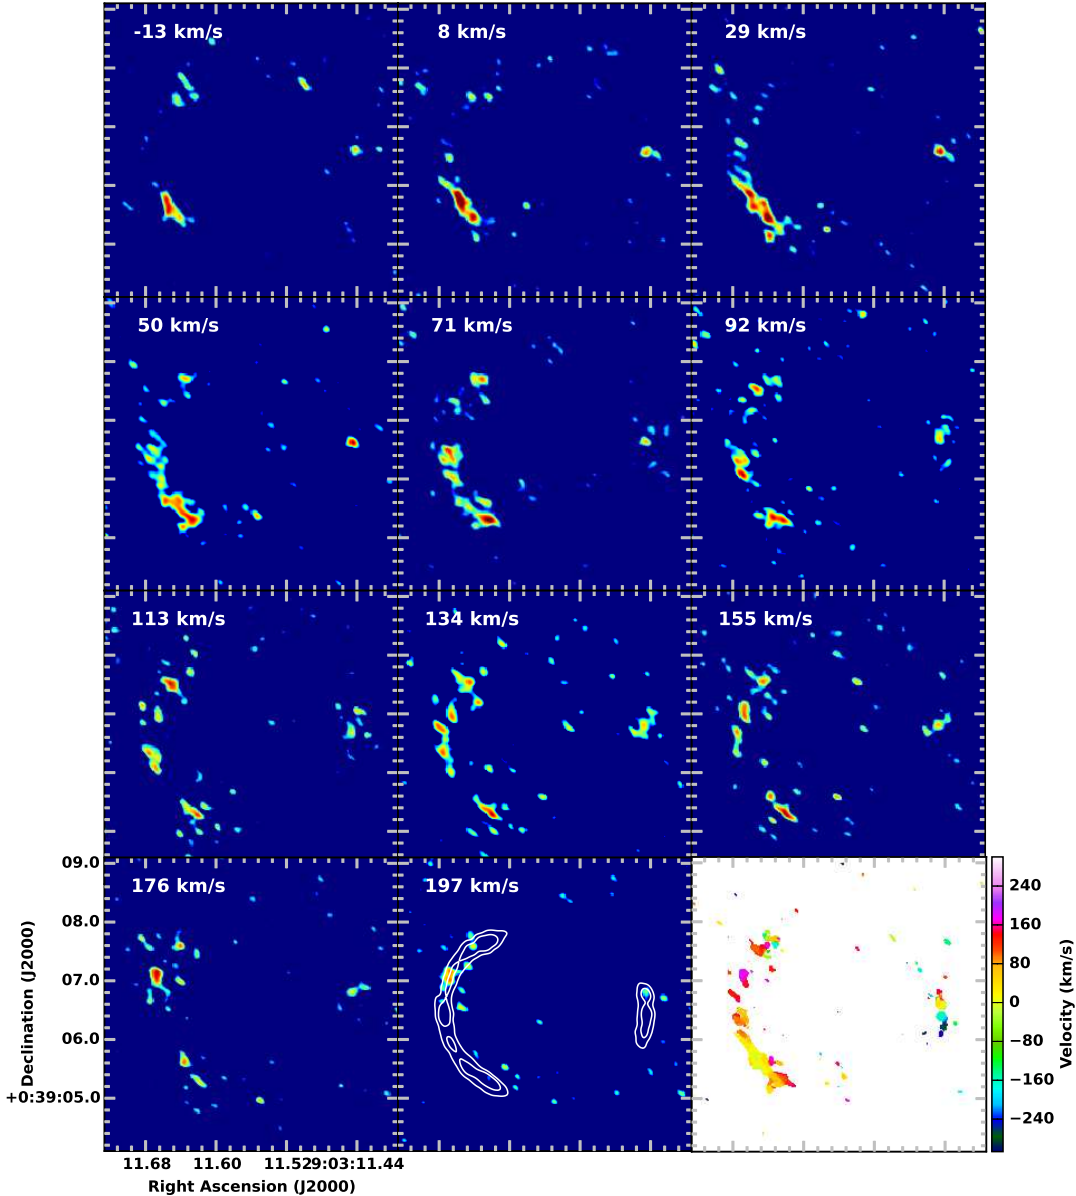 -13 km/s
8 km/s
29 km/s
50 km/s
71 km/s
92 km/s
113 km/s
134 km/s
155 km/s
176 km/s
197 km/s
09.0
08.0
07.0
06.0
+0:39:05.0
Declination (J2000)
11.68
11.60
11.52
9:03:11.44
Right Ascension (J2000)
240
160
80
0
−80
−160
−240
Velocity (km/s)